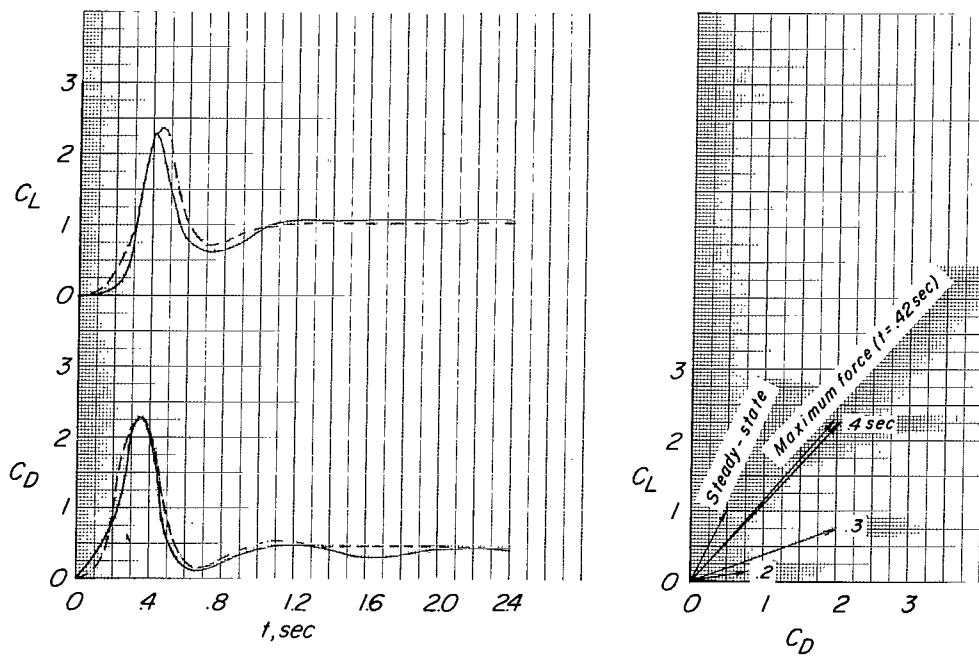 3
2
C_L
1
0
3
2
C_D
1
0
0 .4 .8 1.2 1.6 2.0 2.4
t, sec
Steady-state
Maximum force (t=.42sec)
.4 sec
.3
.2
3
2
C_L
1
0
0 1 2 3
C_D